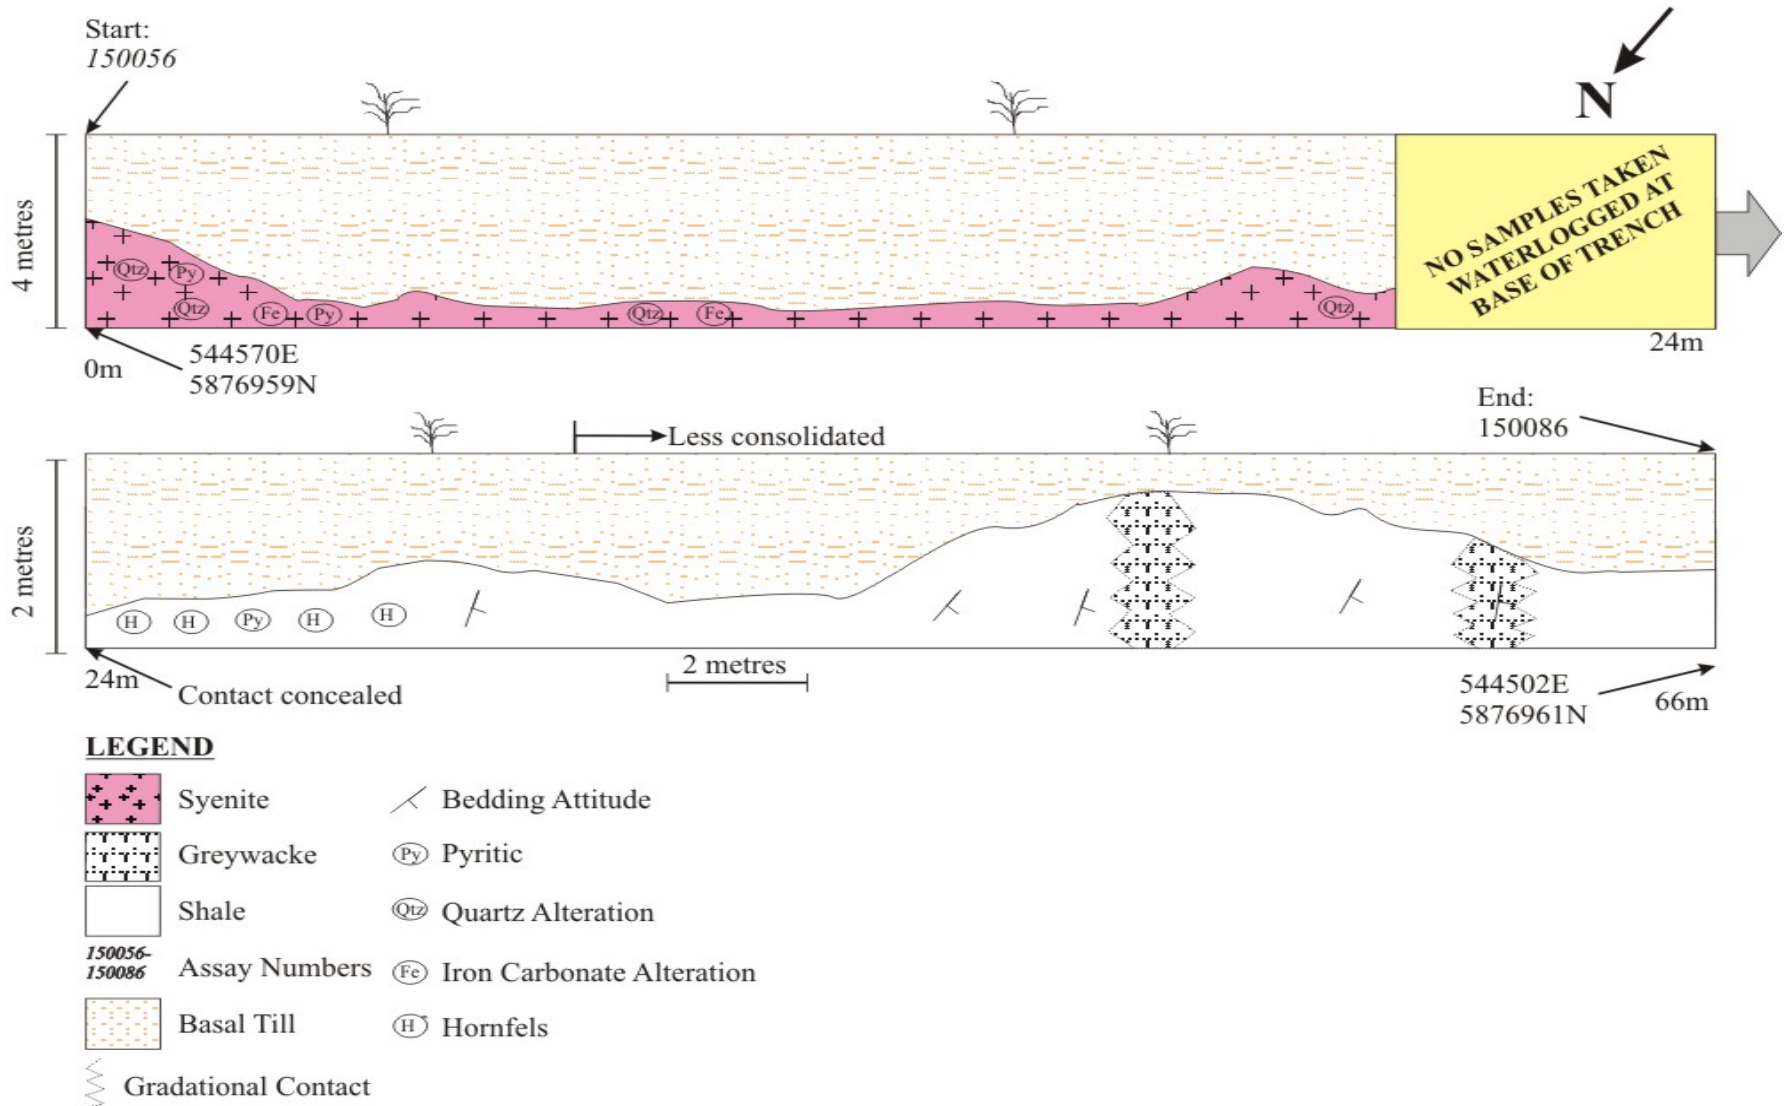 Start:
150056
N
4 metres
NO SAMPLES TAKEN
WATERLOGGED AT
BASE OF TRENCH
Qtz
Py
Qtz
Fe
Py
Qtz
Fe
Qtz
0m
544570E
5876959N
24m
End:
150086
Less consolidated
2 metres
H
H
Py
H
H
24m
Contact concealed
2 metres
544502E
5876961N
66m
LEGEND
Syenite
Bedding Attitude
Greywacke
Py Pyritic
Shale
Qtz Quartz Alteration
150056-
150086
Assay Numbers
Fe Iron Carbonate Alteration
Basal Till
H Hornfels
Gradational Contact